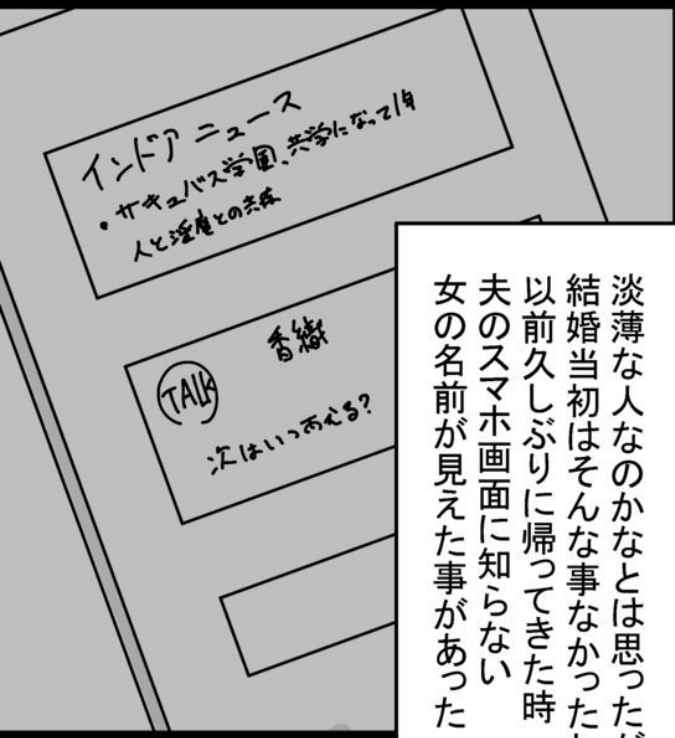 インドアニュース
・サキュバス学園、共学になって1年
人と淫魔との共存
TALK
香織
次はいつ会える?
淡薄な人なのかなとは思ったが
結婚当初はそんな事なかった
以前久しぶりに帰ってきた時
夫のスマホ画面に知らない
女の名前が見えた事があった